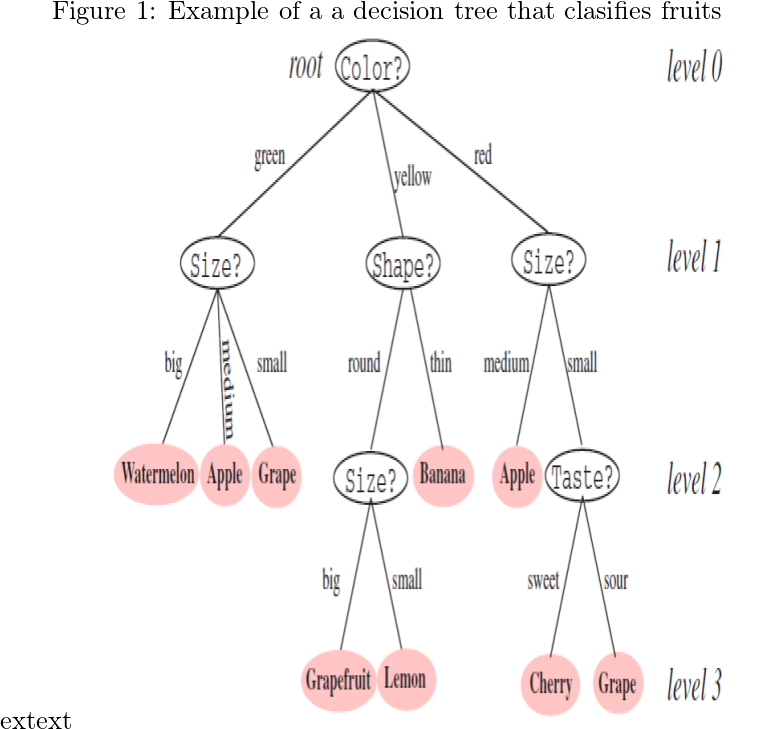 Figure 1: Example of a a decision tree that clasifies fruits
root Color? level 0
green yellow red
Size? Shape? Size? level 1
big medium small round thin medium small
Watermelon Apple Grape Size? Banana Apple Taste? level 2
big small sweet sour
Grapefruit Lemon Cherry Grape level 3
extext